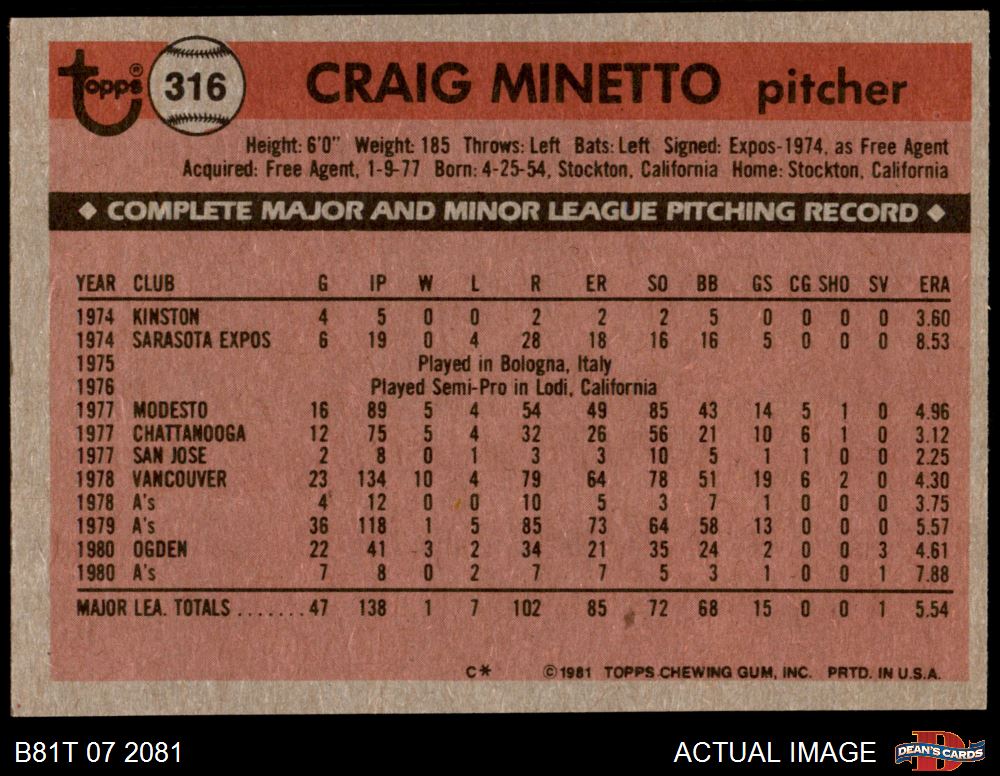 topps® 316 CRAIG MINETTO pitcher
Height: 6'0" Weight: 185 Throws: Left Bats: Left Signed: Expos-1974, as Free Agent
Acquired: Free Agent, 1-9-77 Born: 4-25-54, Stockton, California Home: Stockton, California
◆ COMPLETE MAJOR AND MINOR LEAGUE PITCHING RECORD ◆
YEAR CLUB G IP W L R ER SO BB GS CG SHO SV ERA
1974 KINSTON 4 5 0 0 2 2 2 5 0 0 0 0 3.60
1974 SARASOTA EXPOS 6 19 0 4 28 18 16 16 5 0 0 0 8.53
1975 Played in Bologna, Italy
1976 Played Semi-Pro in Lodi, California
1977 MODESTO 16 89 5 4 54 49 85 43 14 5 1 0 4.96
1977 CHATTANOOGA 12 75 5 4 32 26 56 21 10 6 1 0 3.12
1977 SAN JOSE 2 8 0 1 3 3 10 5 1 1 0 0 2.25
1978 VANCOUVER 23 134 10 4 79 64 78 51 19 6 2 0 4.30
1978 A's 4 12 0 0 10 5 3 7 1 0 0 0 3.75
1979 A's 36 118 1 5 85 73 64 58 13 0 0 0 5.57
1980 OGDEN 22 41 3 2 34 21 35 24 2 0 0 3 4.61
1980 A's 7 8 0 2 7 7 5 3 1 0 0 1 7.88
MAJOR LEA. TOTALS ....... 47 138 1 7 102 85 72 68 15 0 0 1 5.54
C* ©1981 TOPPS CHEWING GUM, INC. PRTD. IN U.S.A.
B81T 07 2081 ACTUAL IMAGE DEAN'S CARDS